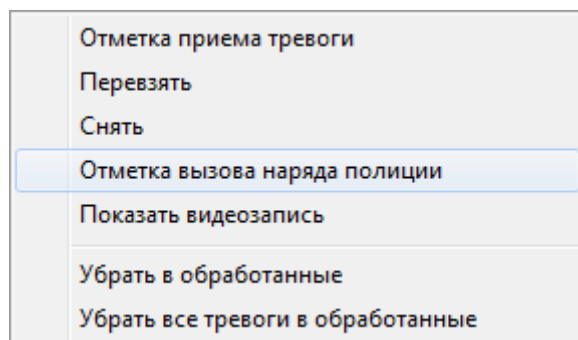 Отметка приема тревоги
Перевзять
Снять
Отметка вызова наряда полиции
Показать видеозапись
Убрать в обработанные
Убрать все тревоги в обработанные